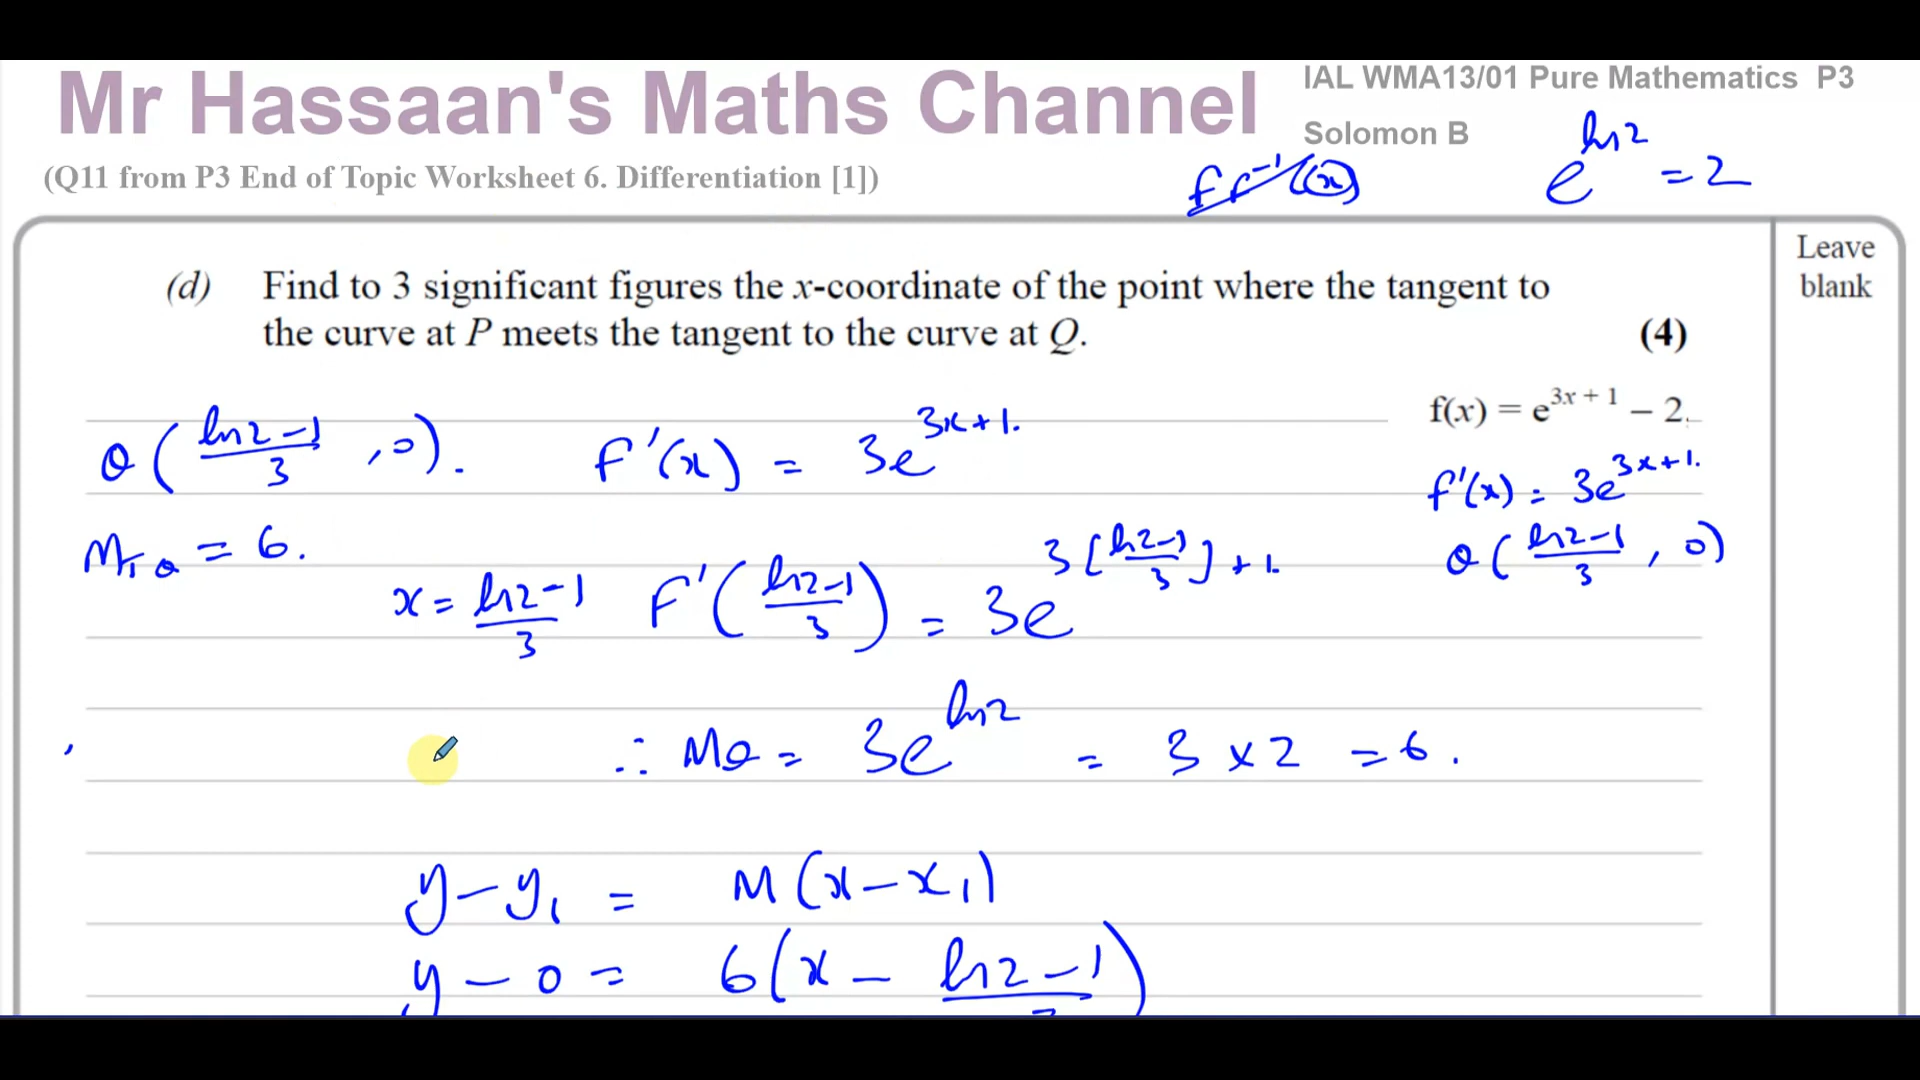 Mr Hassaan's Maths Channel
IAL WMA13/01 Pure Mathematics P3
Solomon B
(Q11 from P3 End of Topic Worksheet 6. Differentiation [1])
ff⁻¹(x)
e^ln2 = 2
Leave
blank
(d) Find to 3 significant figures the x-coordinate of the point where the tangent to
the curve at P meets the tangent to the curve at Q.
(4)
f(x) = e^3x + 1 – 2.
Q ( ln2-1 / 3 , 0 ).
f'(x) = 3e^3x+1.
f'(x) = 3e^3x+1.
Q ( ln2-1 / 3 , 0 )
M_TQ = 6.
x = ln2-1 / 3
f' ( ln2-1 / 3 ) = 3e^3[ ln2-1 / 3 ] + 1.
∴ MQ = 3e^ln2 = 3 x 2 = 6.
y - y₁ = M(x - x₁)
y - 0 = 6(x - ln2-1 / 3 )